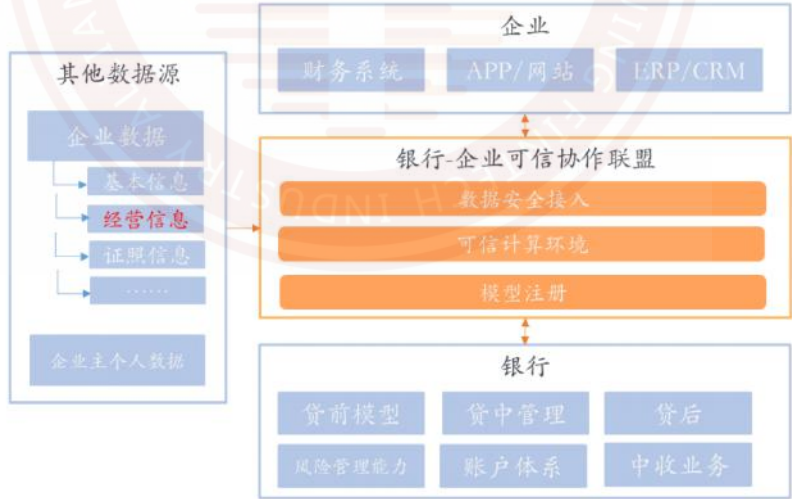 企业
财务系统
APP/网站
ERP/CRM
其他数据源
企业数据
基本信息
经营信息
证照信息
……
企业主个人数据
银行-企业可信协作联盟
数据安全接入
可信计算环境
模型注册
银行
贷前模型
贷中管理
贷后
风险管理能力
账户体系
中收业务